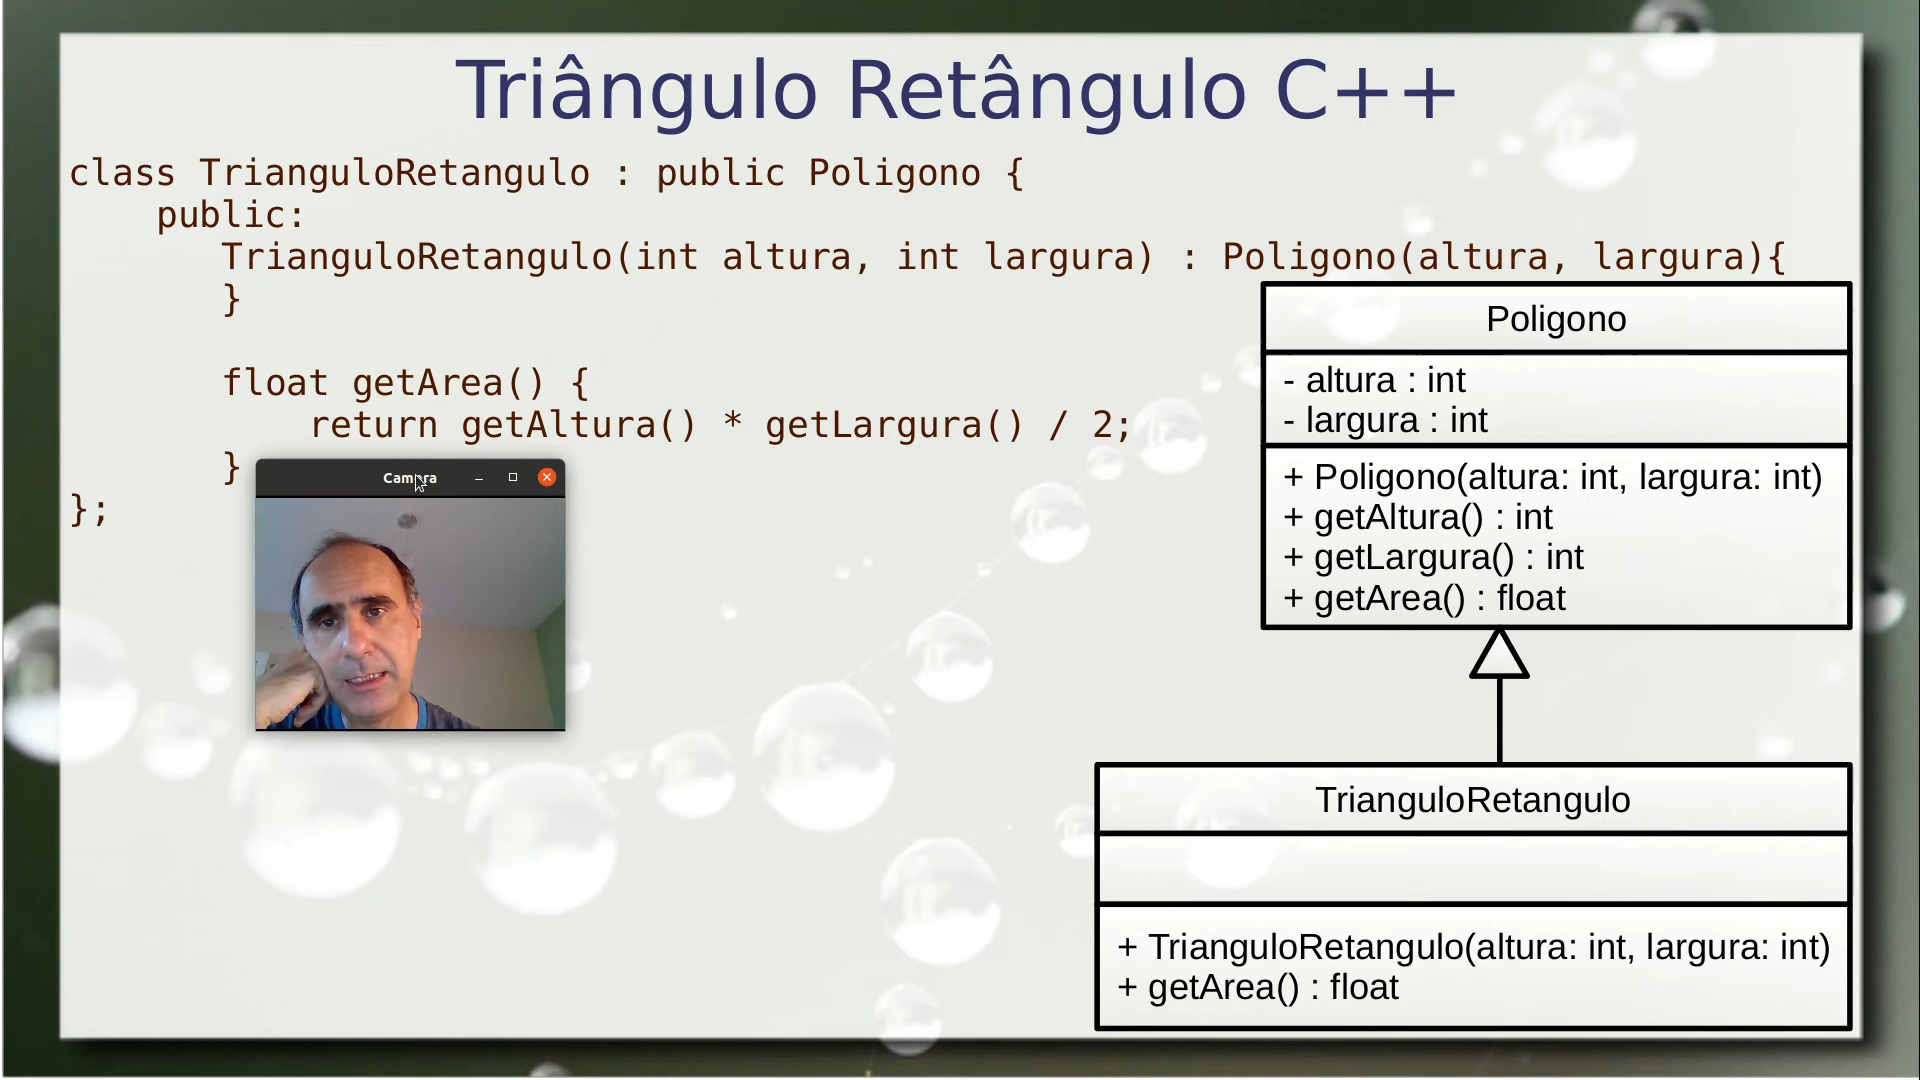 Triângulo Retângulo C++
class TrianguloRetangulo : public Poligono {
public:
TrianguloRetangulo(int altura, int largura) : Poligono(altura, largura){
}
float getArea() {
return getAltura() * getLargura() / 2;
}
};
Camera
Poligono
- altura : int
- largura : int
+ Poligono(altura: int, largura: int)
+ getAltura() : int
+ getLargura() : int
+ getArea() : float
TrianguloRetangulo
+ TrianguloRetangulo(altura: int, largura: int)
+ getArea() : float